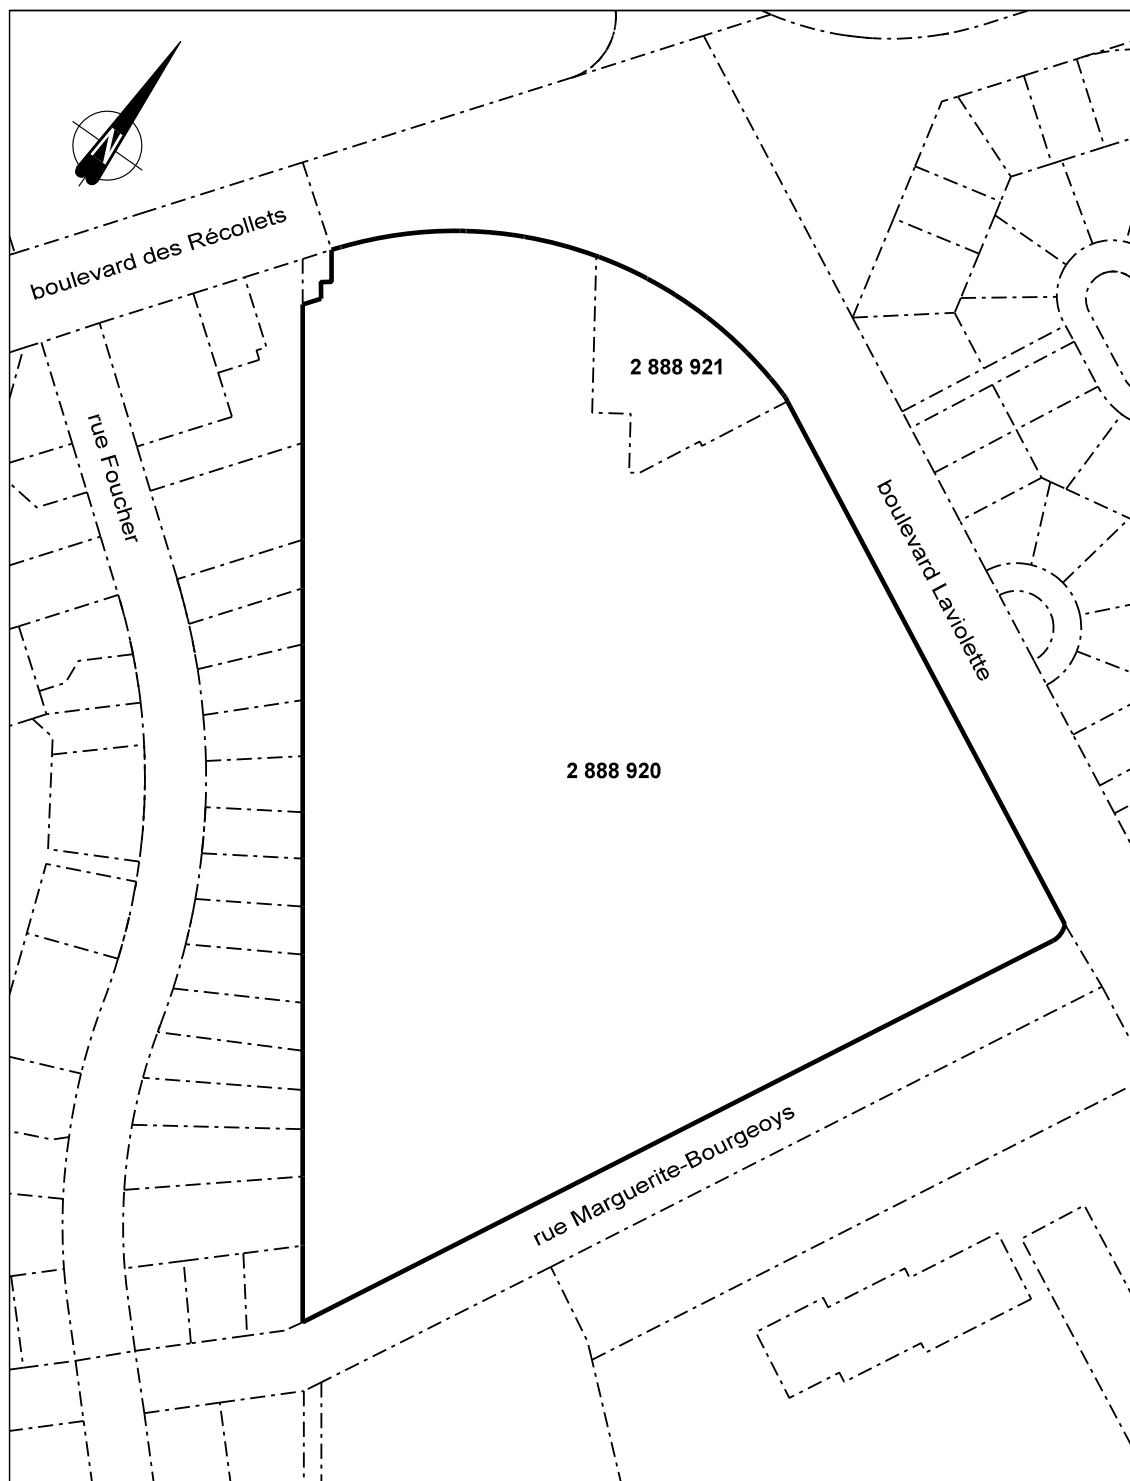 N
boulevard des Récollets
2 888 921
rue Foucher
boulevard Laviolette
2 888 920
rue Marguerite-Bourgeoys